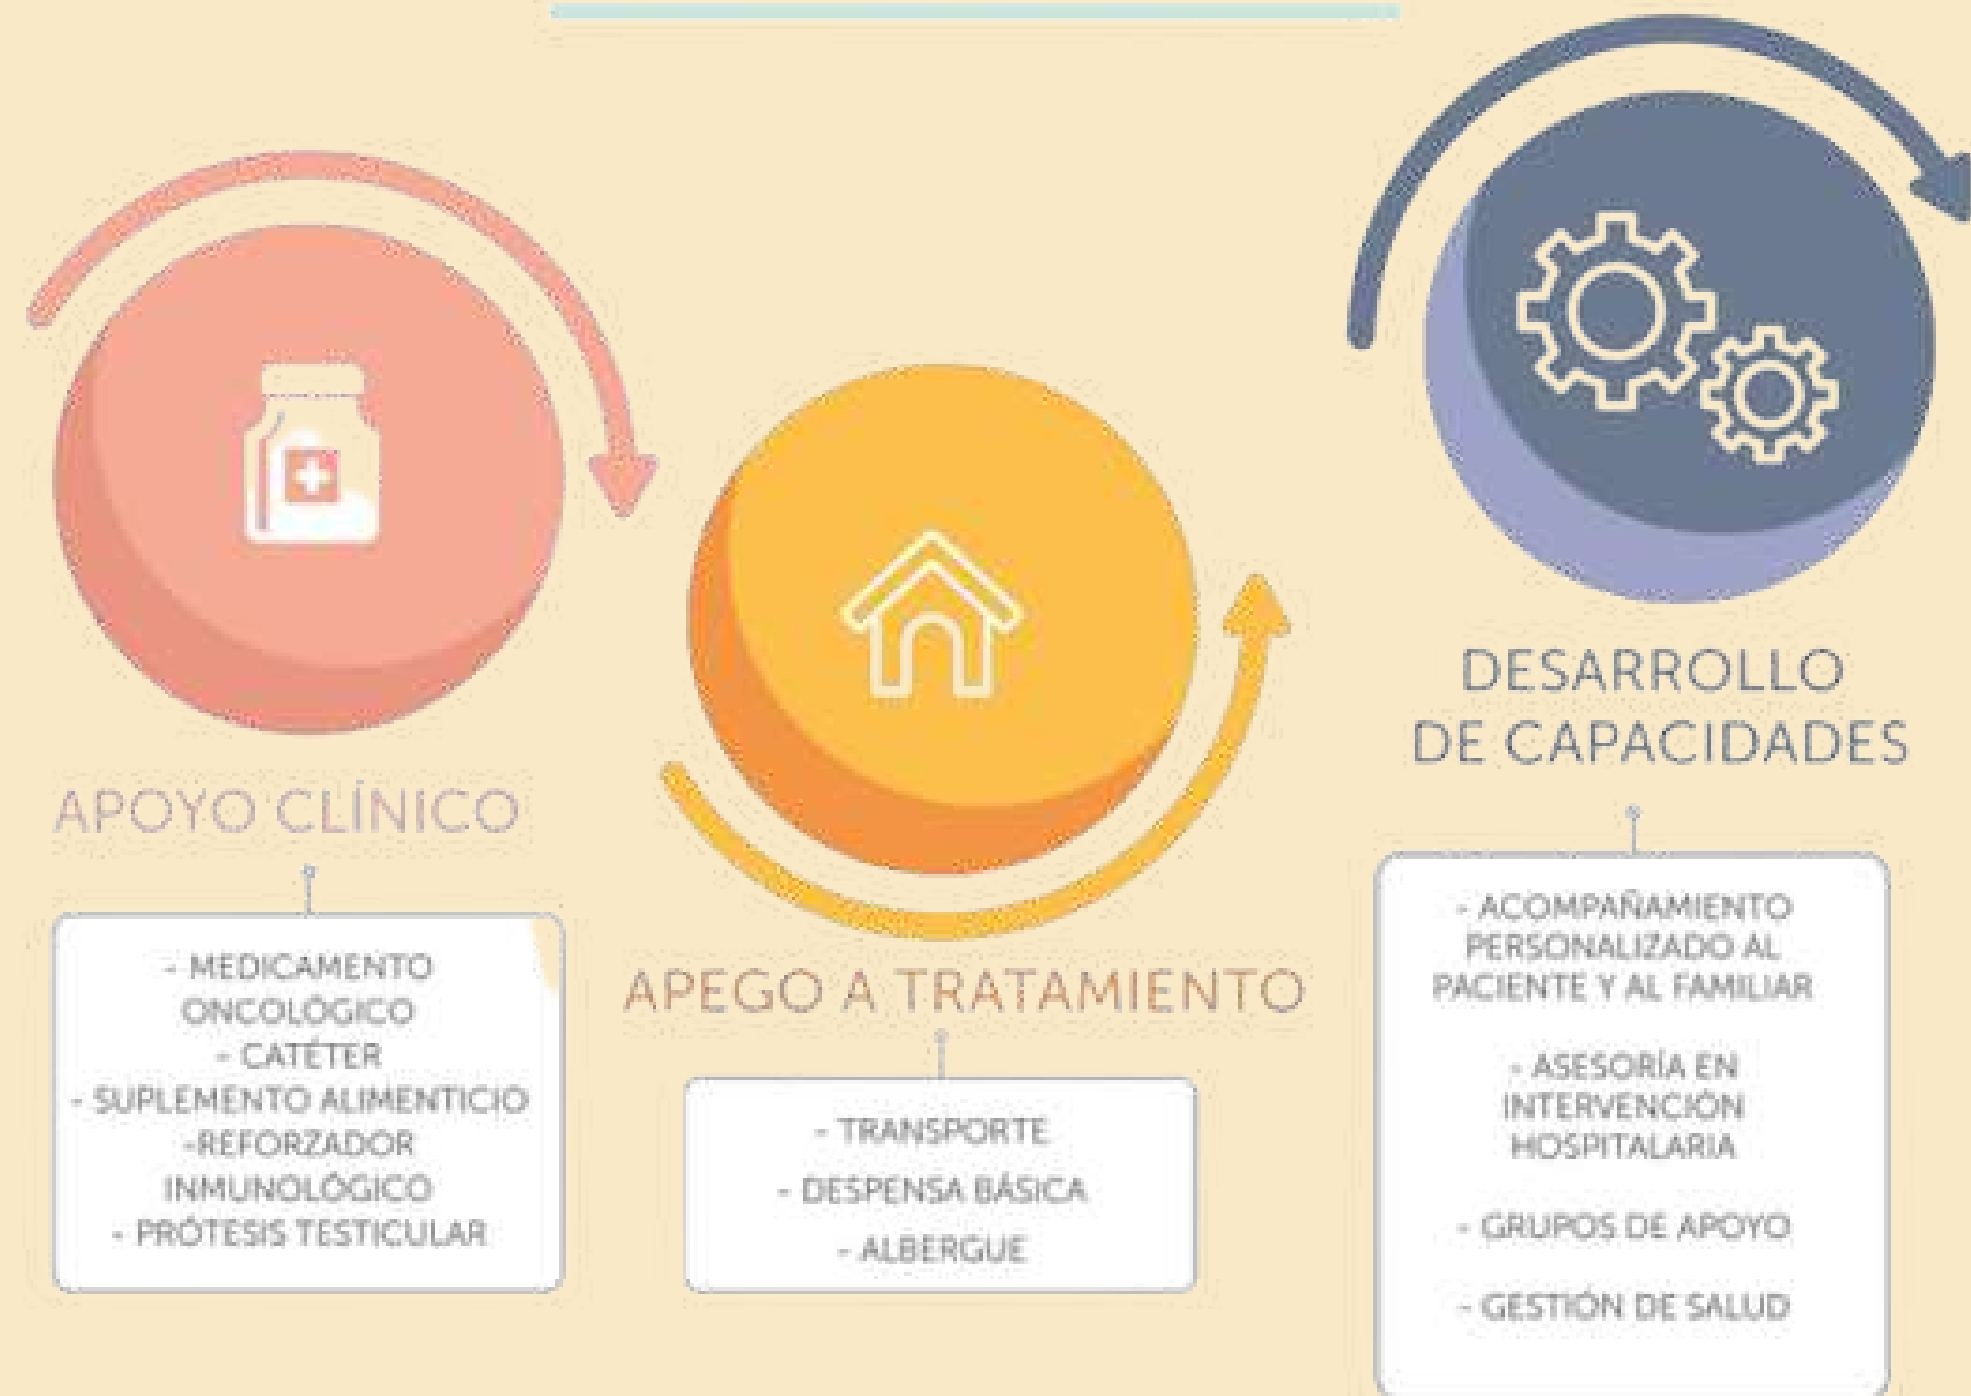 APOYO CLÍNICO
- MEDICAMENTO
ONCOLÓGICO
- CATÉTER
- SUPLEMENTO ALIMENTICIO
-REFORZADOR
INMUNOLÓGICO
- PRÓTESIS TESTICULAR
APEGO A TRATAMIENTO
- TRANSPORTE
- DESPENSA BÁSICA
- ALBERGUE
DESARROLLO
DE CAPACIDADES
- ACOMPAÑAMIENTO
PERSONALIZADO AL
PACIENTE Y AL FAMILIAR
- ASESORÍA EN
INTERVENCIÓN
HOSPITALARIA
- GRUPOS DE APOYO
- GESTIÓN DE SALUD